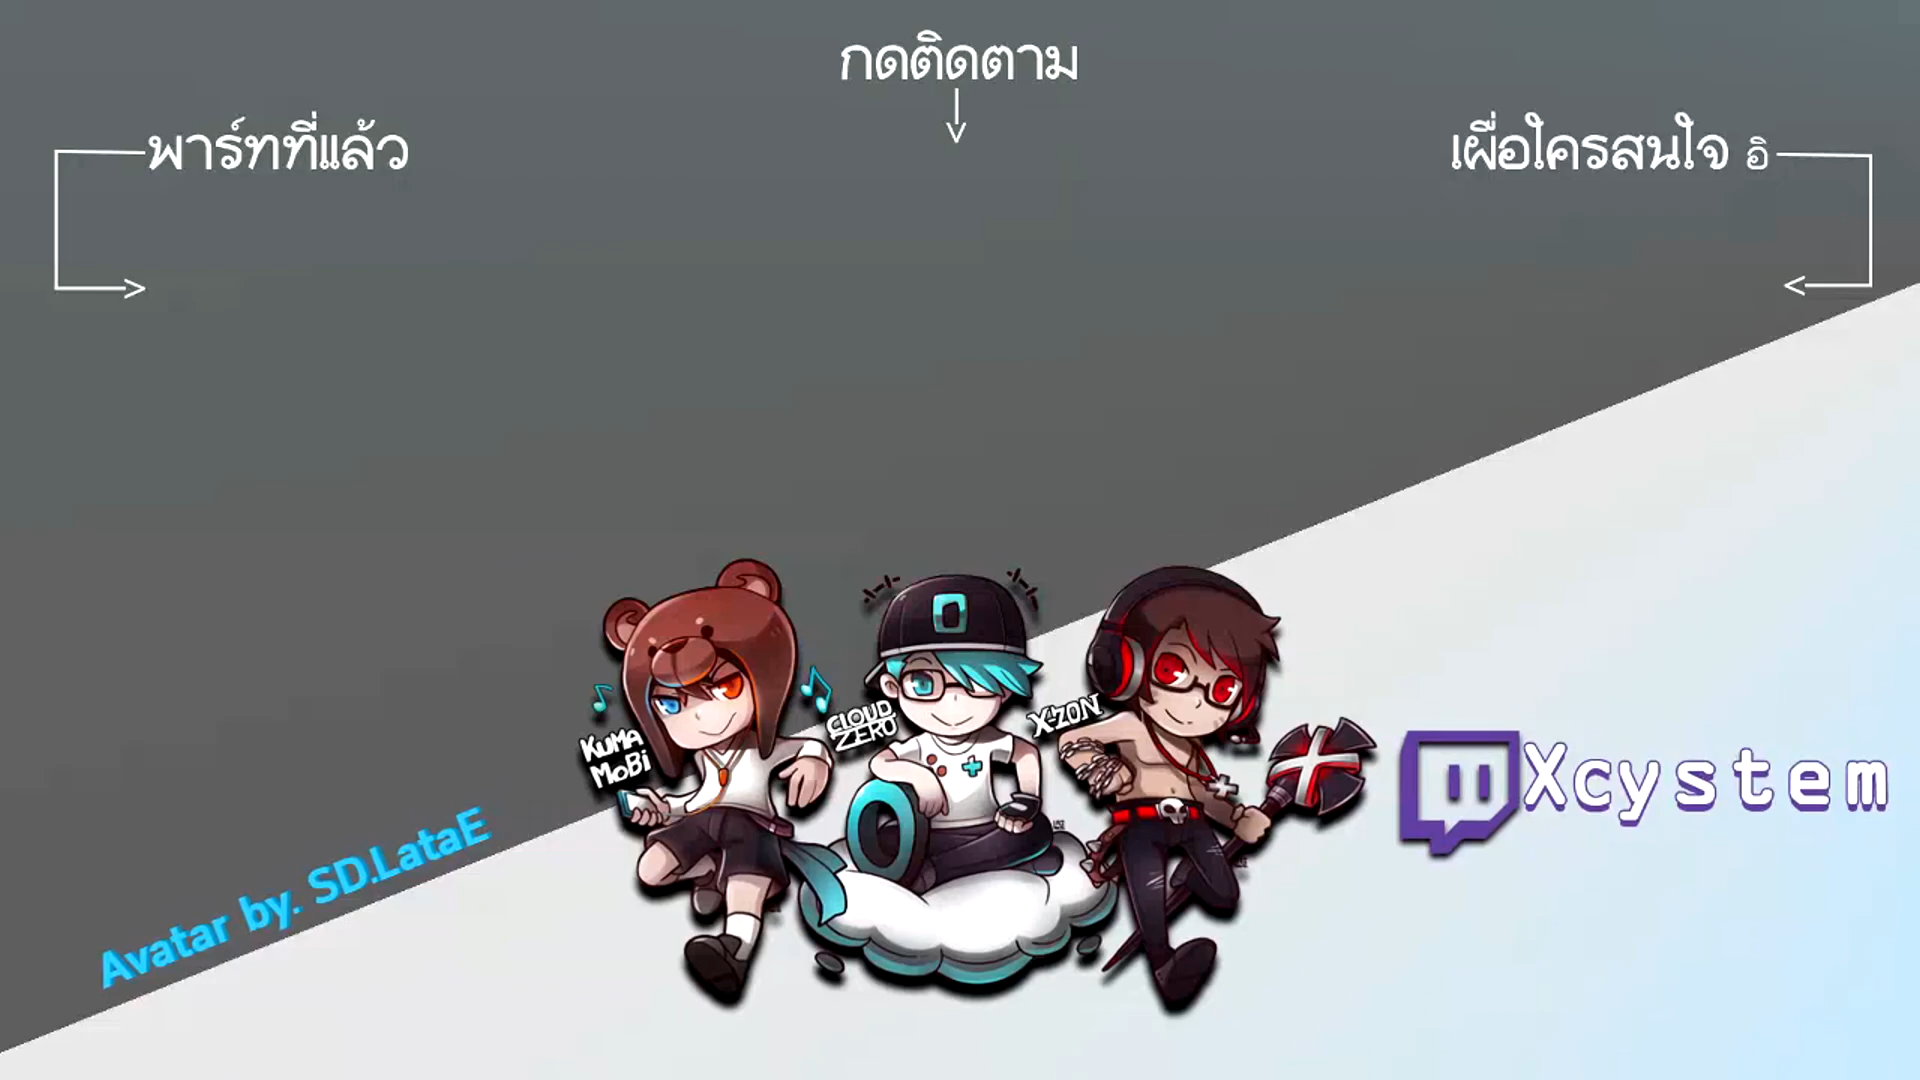 กดติดตาม
พาร์ทที่แล้ว
เผื่อใครสนใจ อิ
KUMA
MOBi
CLOUD
ZERO
X-ZON
Xcystem
Avatar by. SD.LataE